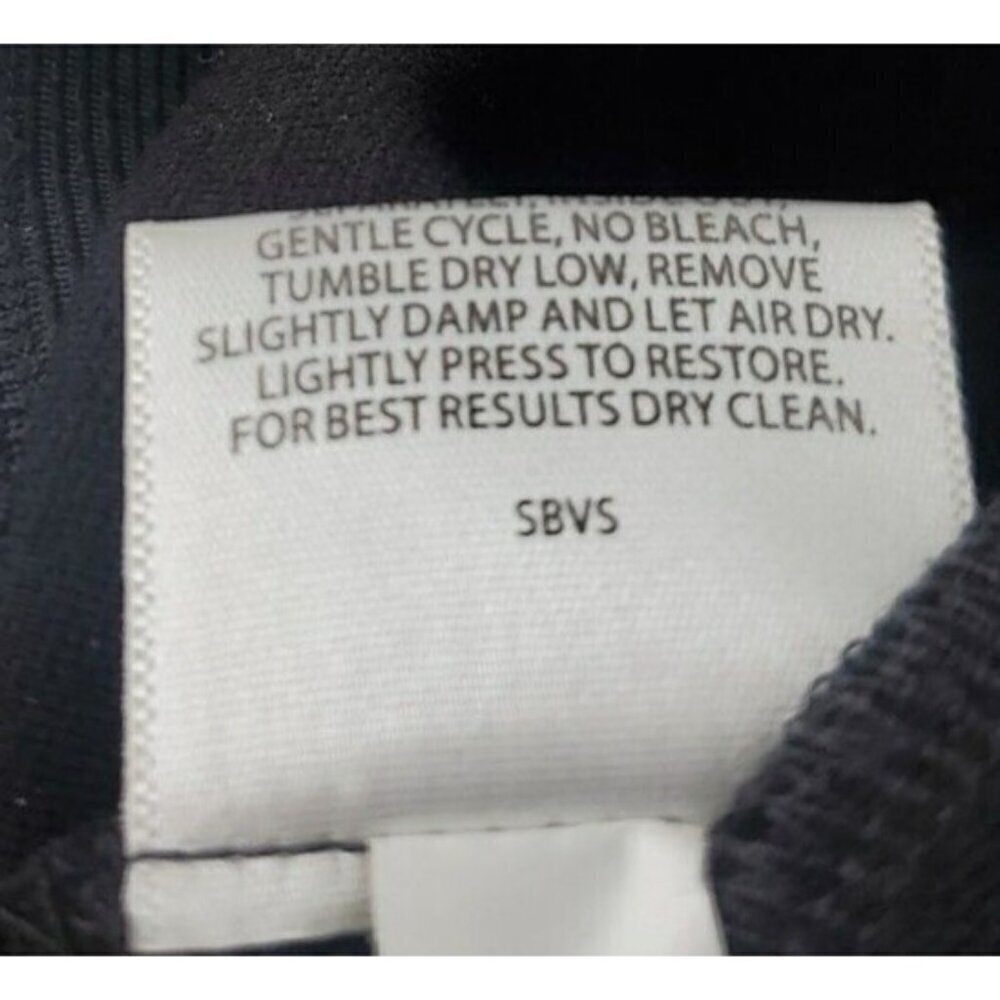 GENTLE CYCLE, NO BLEACH,
TUMBLE DRY LOW, REMOVE
SLIGHTLY DAMP AND LET AIR DRY.
LIGHTLY PRESS TO RESTORE.
FOR BEST RESULTS DRY CLEAN.
SBVS